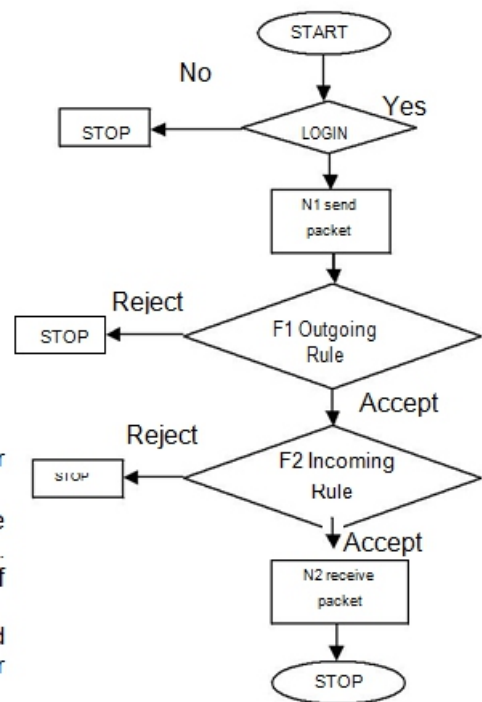 START
No
Yes
STOP
LOGIN
N1 send
packet
Reject
F1 Outgoing
Rule
STOP
Accept
Reject
F2 Incoming
Rule
STOP
Accept
N2 receive
packet
STOP